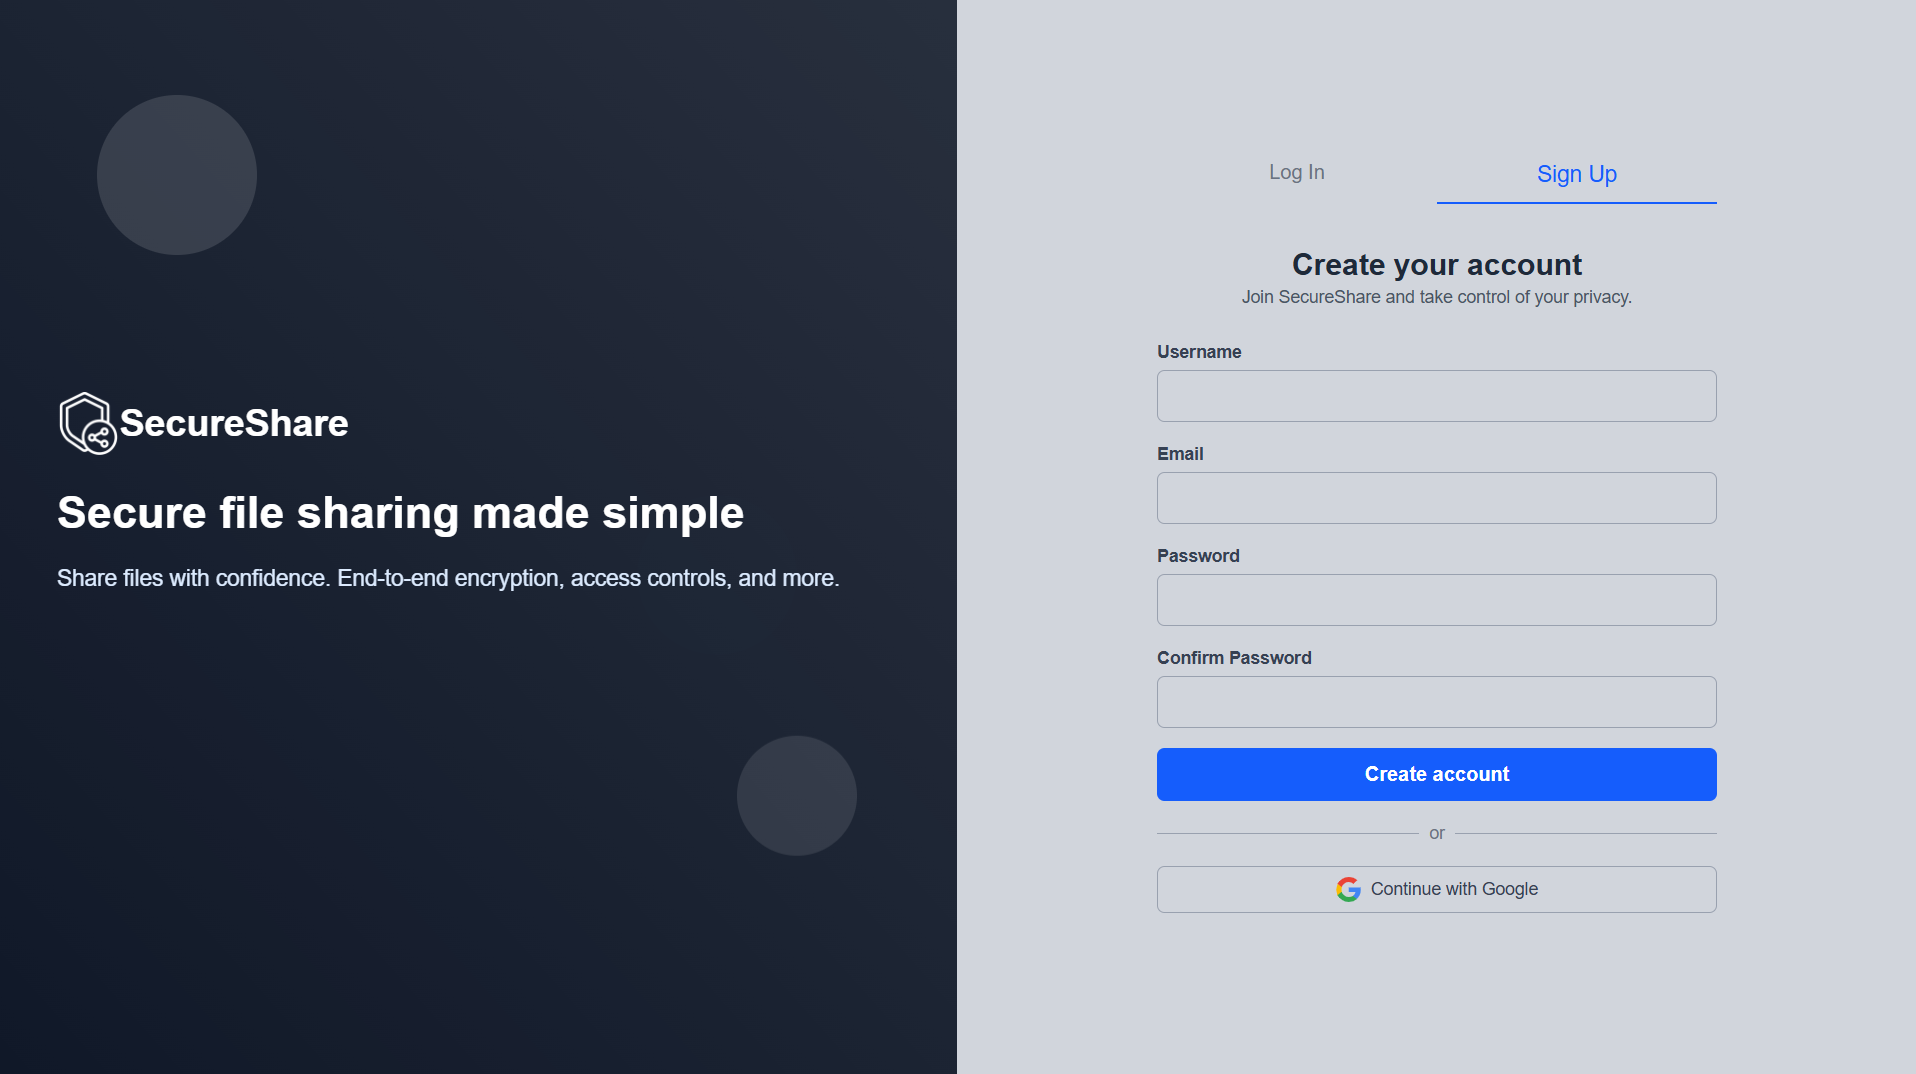 SecureShare
Secure file sharing made simple
Share files with confidence. End-to-end encryption, access controls, and more.
Log In
Sign Up
Create your account
Join SecureShare and take control of your privacy.
Username
Email
Password
Confirm Password
Create account
or
Continue with Google